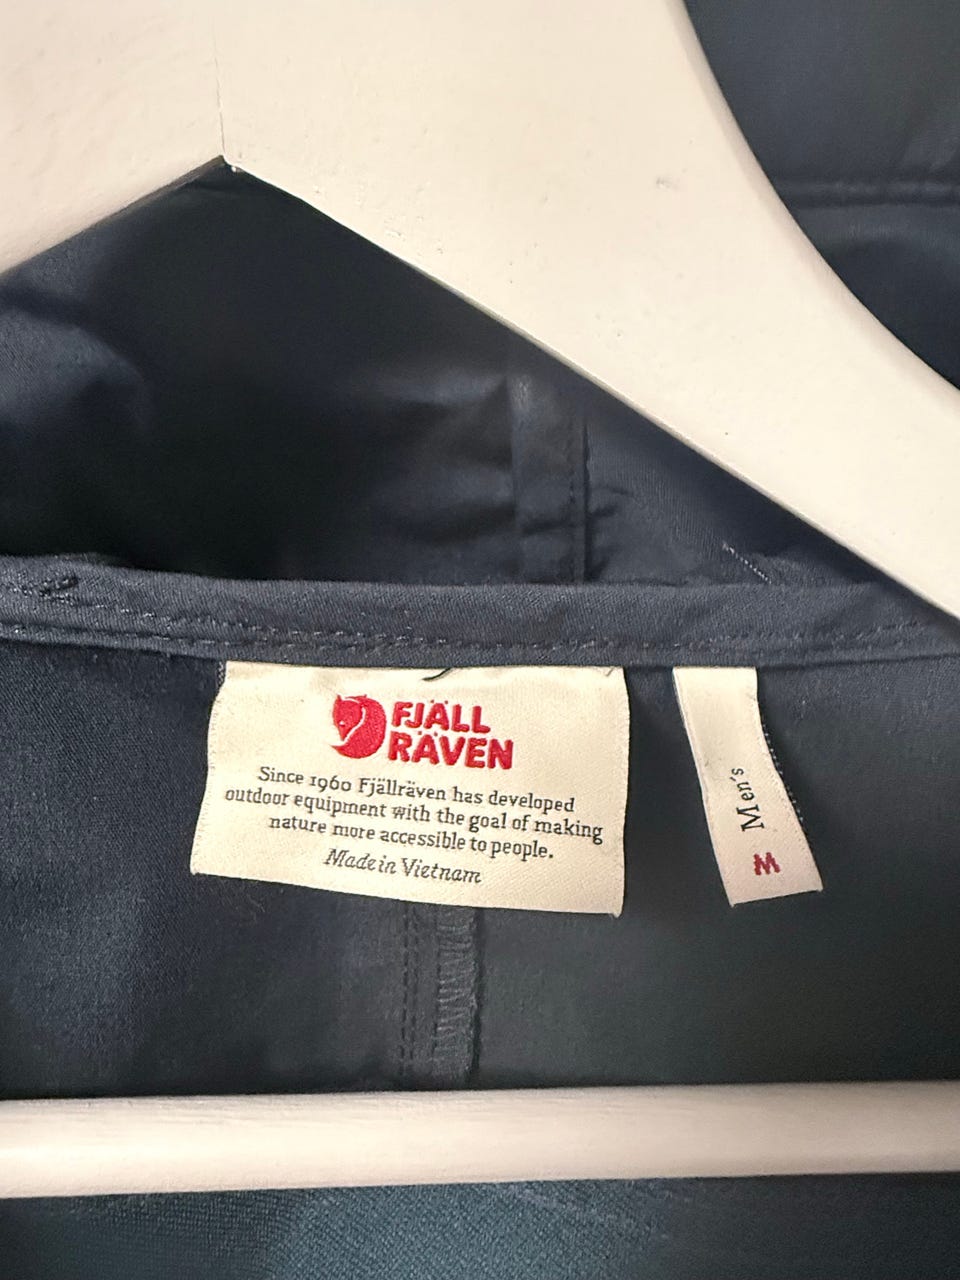 FJÄLL
RÄVEN
Since 1960 Fjällräven has developed
outdoor equipment with the goal of making
nature more accessible to people.
Made in Vietnam
Men's
M